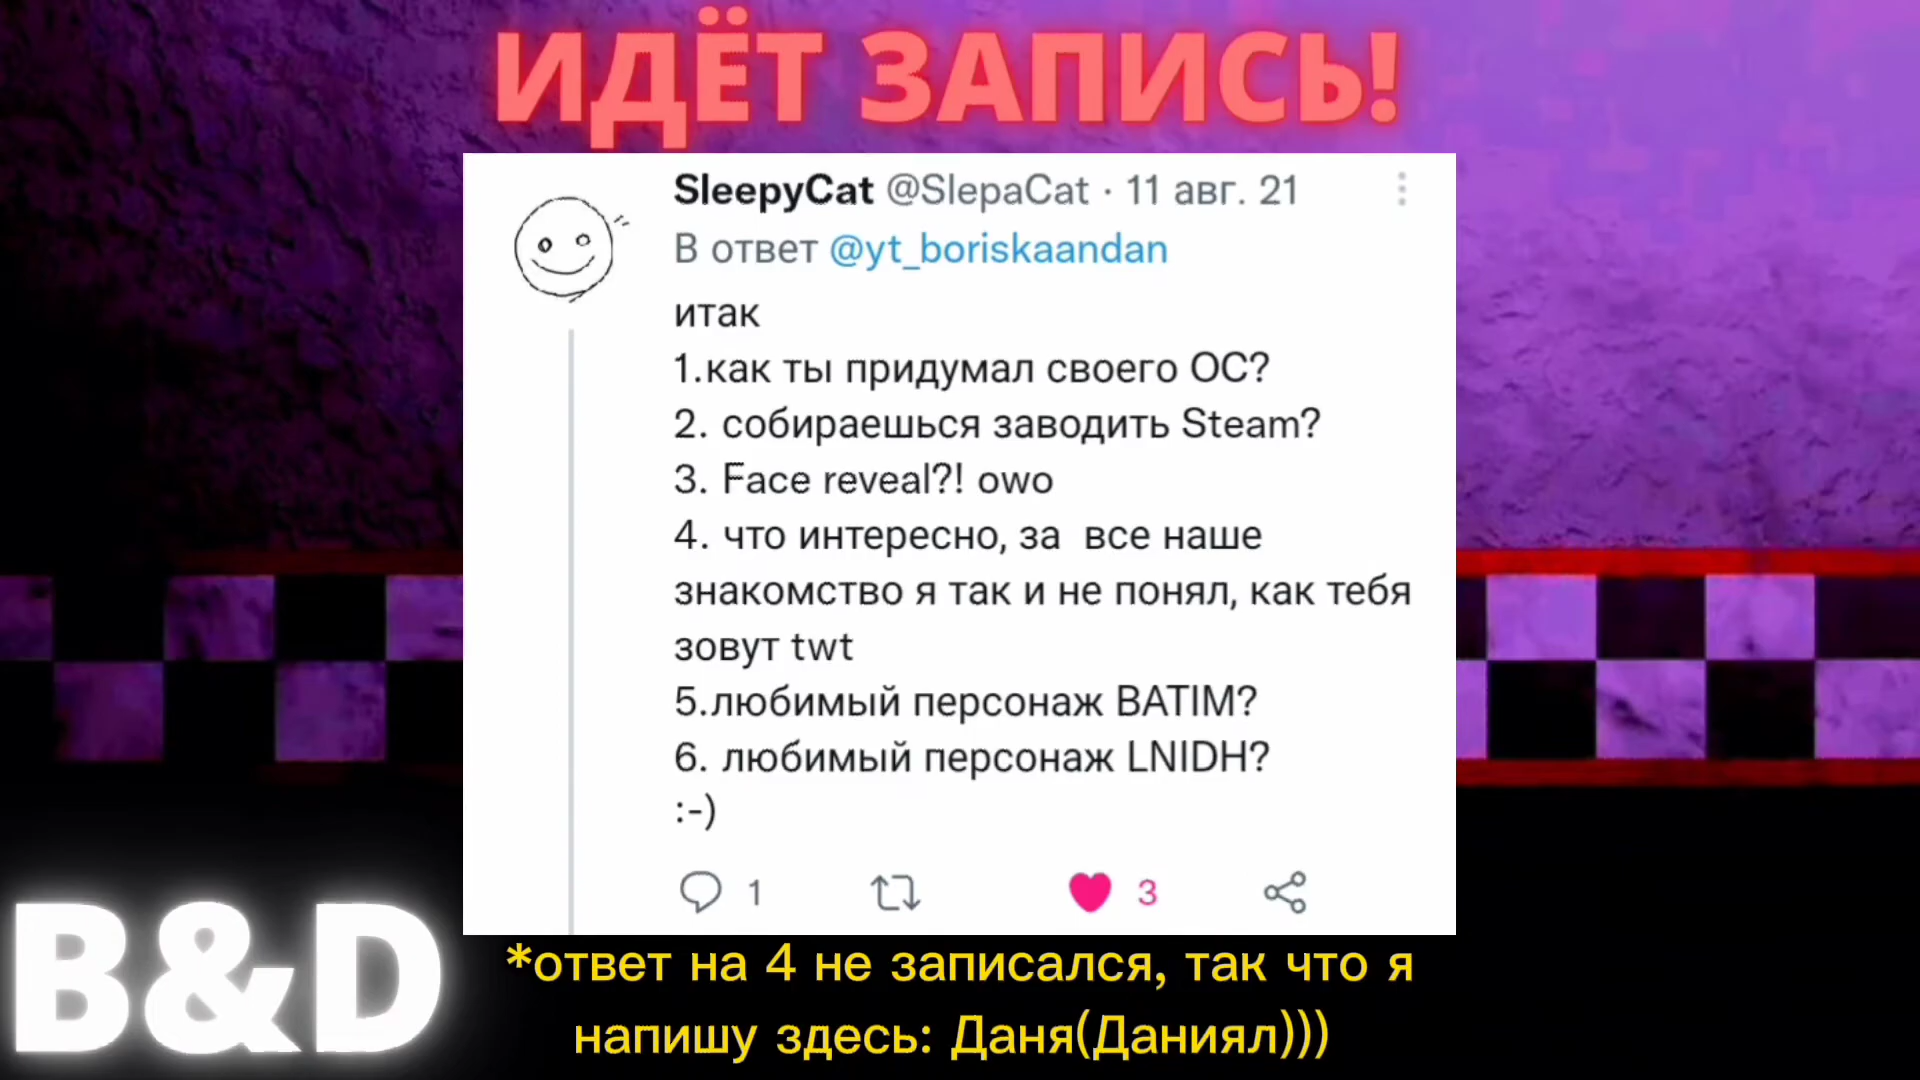 ИДЁТ ЗАПИСЬ!
SleepyCat @SlepaCat · 11 авг. 21
В ответ @yt_boriskaandan
итак
1.как ты придумал своего ОС?
2. собираешься заводить Steam?
3. Face reveal?! owo
4. что интересно, за  все наше
знакомство я так и не понял, как тебя
зовут twt
5.любимый персонаж BATIM?
6. любимый персонаж LNIDH?
:-)
1 3
B&D
*ответ на 4 не записался, так что я
напишу здесь: Даня(Даниял)))